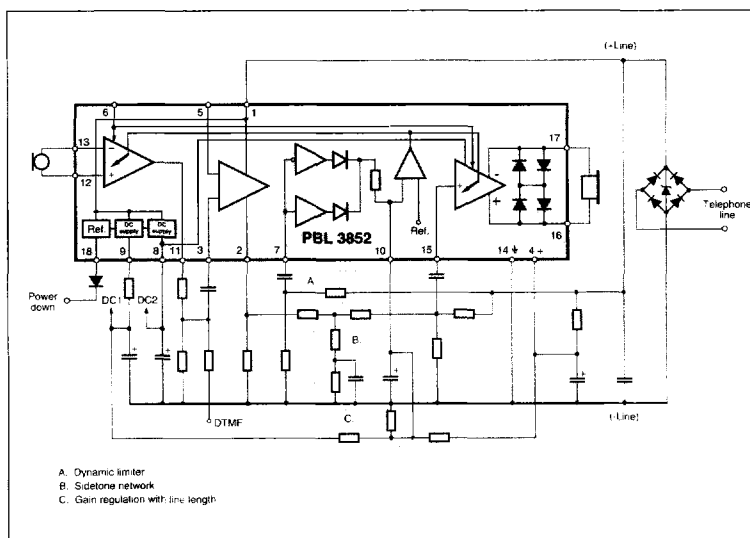 (+Line)
6 5 1
13 17
12
PBL 3852
Ref.
Telephone
line
Ref.
DC
supply
DC
supply
16
18 9 8 11 3 2 7 10 15 14 4 +
Power
down
DC1 DC2
A
B.
C.
(-Line)
DTMF
A. Dynamic limiter
B. Sidetone network
C. Gain regulation with line length